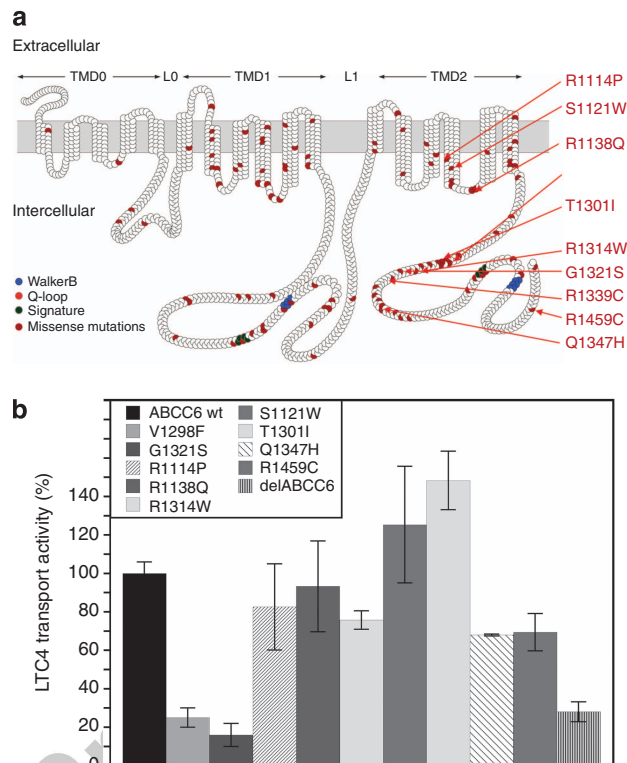 a
Extracellular
TMD0 L0 TMD1 L1 TMD2
R1114P
S1121W
R1138Q
Intercellular
T1301I
R1314W
WalkerB
G1321S
Q-loop
R1339C
Signature
R1459C
Missense mutations
Q1347H
b
ABCC6 wt
V1298F
G1321S
R1114P
R1138Q
R1314W
S1121W
T1301I
Q1347H
R1459C
delABCC6
LTC4 transport activity (%)
140
120
100
80
60
40
20
0